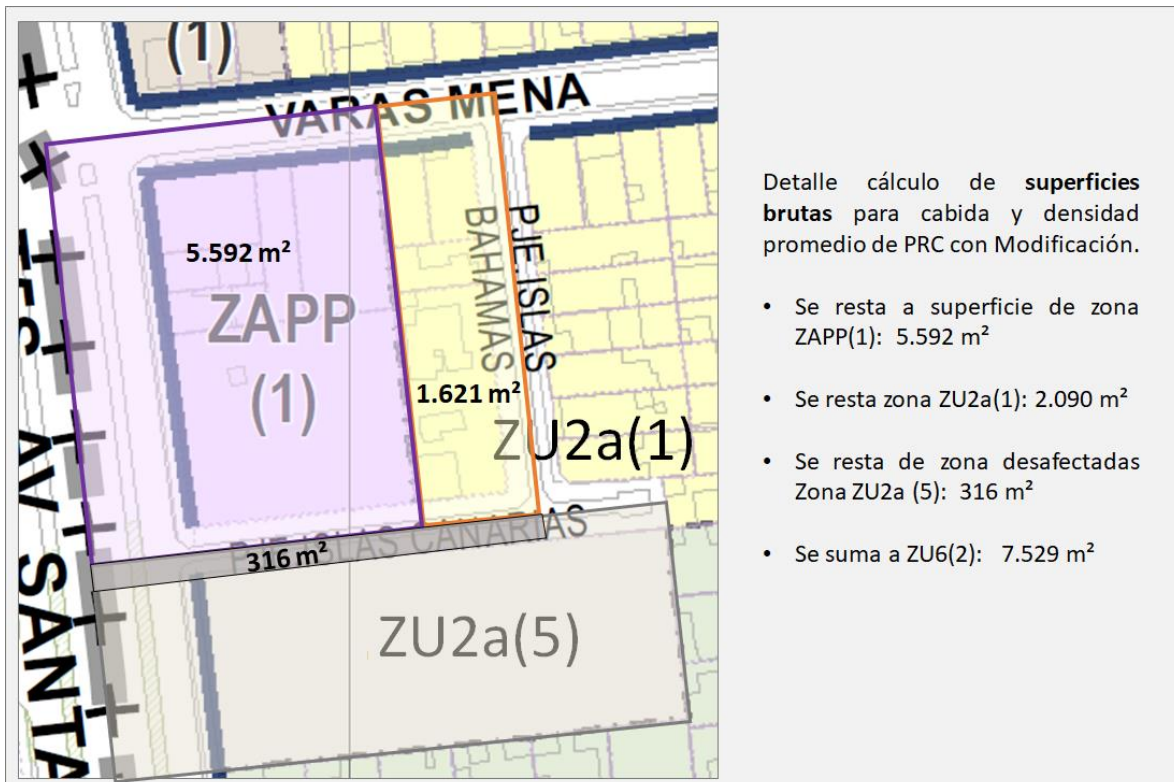 (1)
VARAS MENA
5.592 m²
ZAPP
(1)
PJE. ISLAS
BAHAMAS
1.621 m²
ZU2a(1)
PJE. ISLAS CANARIAS
316 m²
ZU2a(5)
AV SANTA
Detalle cálculo de superficies
brutas para cabida y densidad
promedio de PRC con Modificación.
• Se resta a superficie de zona
ZAPP(1): 5.592 m²
• Se resta zona ZU2a(1): 2.090 m²
• Se resta de zona desafectadas
Zona ZU2a (5): 316 m²
• Se suma a ZU6(2): 7.529 m²